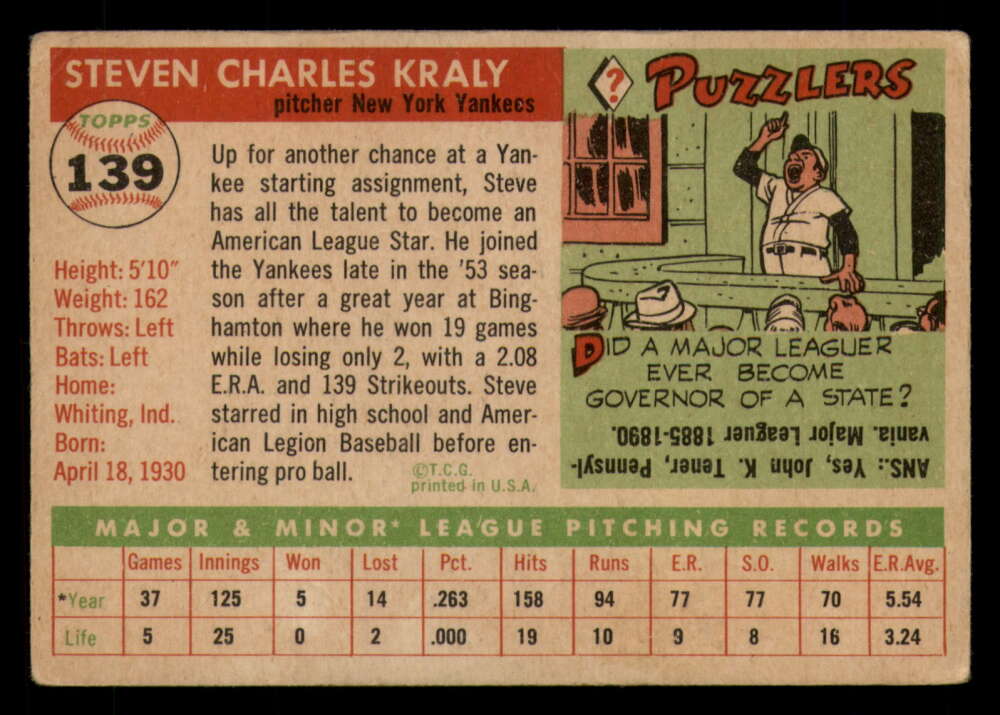 STEVEN CHARLES KRALY
pitcher New York Yankees
TOPPS
139
Height: 5'10"
Weight: 162
Throws: Left
Bats: Left
Home:
Whiting, Ind.
Born:
April 18, 1930
Up for another chance at a Yan-
kee starting assignment, Steve
has all the talent to become an
American League Star. He joined
the Yankees late in the '53 sea-
son after a great year at Bing-
hamton where he won 19 games
while losing only 2, with a 2.08
E.R.A. and 139 Strikeouts. Steve
starred in high school and Amer-
ican Legion Baseball before en-
tering pro ball.
©T.C.G.
printed in U.S.A.
? PUZZLERS
DID A MAJOR LEAGUER
EVER BECOME
GOVERNOR OF A STATE?
ANS.: Yes, John K. Tener, Pennsyl-
vania. Major Leaguer 1885-1890.
MAJOR & MINOR* LEAGUE PITCHING RECORDS
Games Innings Won Lost Pct. Hits Runs E.R. S.O. Walks E.R.Avg.
*Year 37 125 5 14 .263 158 94 77 77 70 5.54
Life 5 25 0 2 .000 19 10 9 8 16 3.24